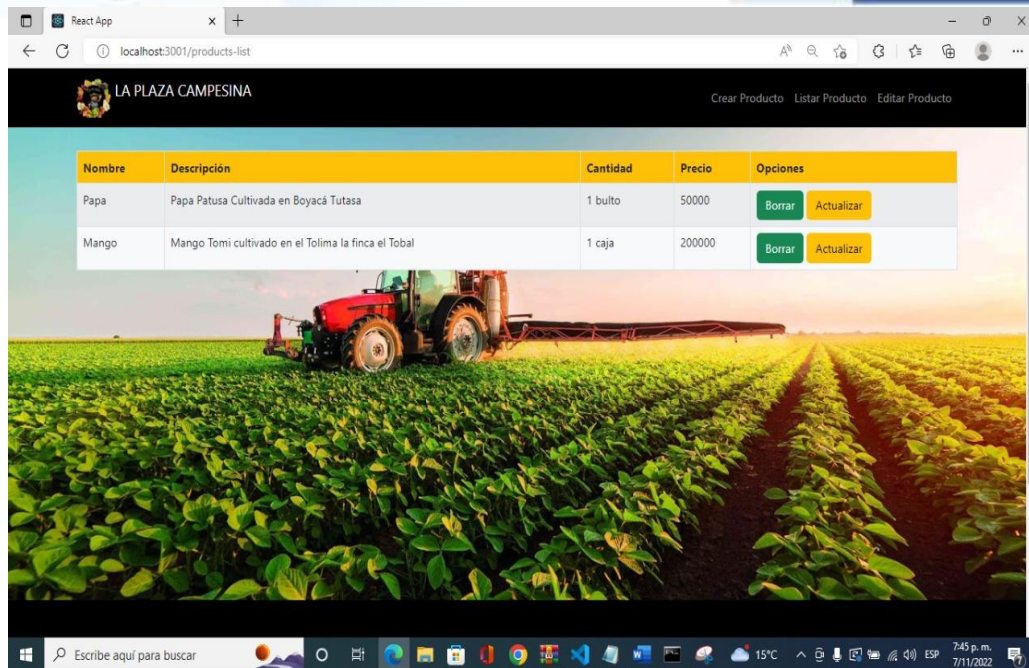 React App
localhost:3001/products-list
LA PLAZA CAMPESINA
Crear Producto Listar Producto Editar Producto
Nombre Descripción Cantidad Precio Opciones
Papa Papa Patusa Cultivada en Boyacá Tutasa 1 bulto 50000 Borrar Actualizar
Mango Mango Tomi cultivado en el Tolima la finca el Tobal 1 caja 200000 Borrar Actualizar
Escribe aquí para buscar
15°C
ESP
7:45 p. m.
7/11/2022